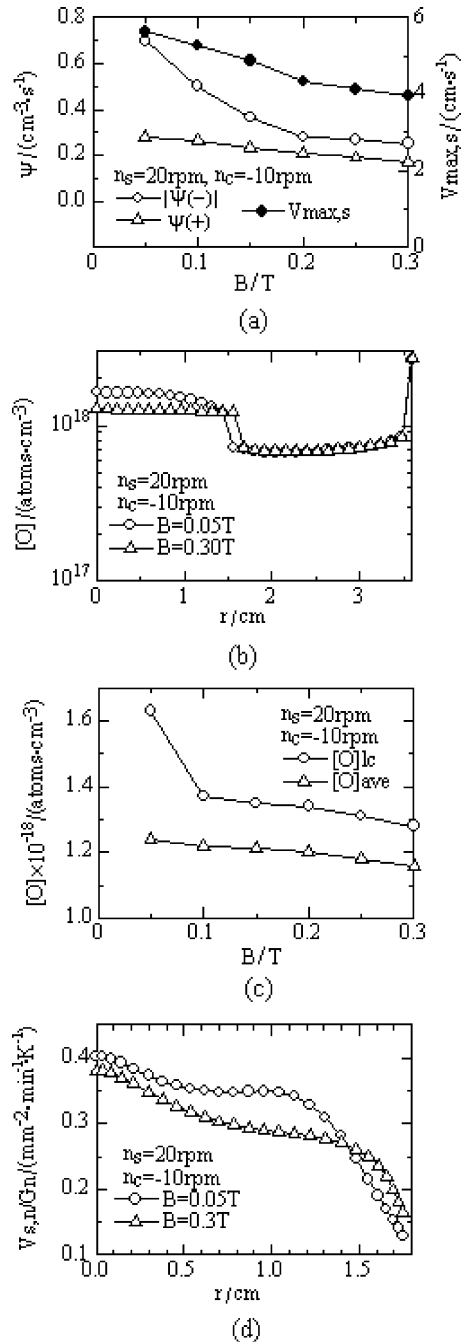 0.8
0.6
0.4
0.2
0.0
Ψ/(cm⁻³·s⁻¹)
6
4
2
0
Vmax,s/(cm·s⁻¹)
nS=20rpm, nC=-10rpm
|Ψ(−)|
Ψ(+)
Vmax,s
0 0.1 0.2 0.3
B/T
(a)
10¹⁸
10¹⁷
[O]/(atoms·cm⁻³)
nS=20rpm
nC=-10rpm
B=0.05T
B=0.30T
0 1 2 3
r/cm
(b)
1.6
1.4
1.2
1.0
[O]×10⁻¹⁸/(atoms·cm⁻³)
nS=20rpm
nC=-10rpm
[O]lc
[O]ave
0 0.1 0.2 0.3
B/T
(c)
0.4
0.3
0.2
0.1
Vs,n/Gn/(mm⁻²·min⁻¹K⁻¹)
nS=20rpm
nC=-10rpm
B=0.05T
B=0.3T
0.0 0.5 1.0 1.5
r/cm
(d)